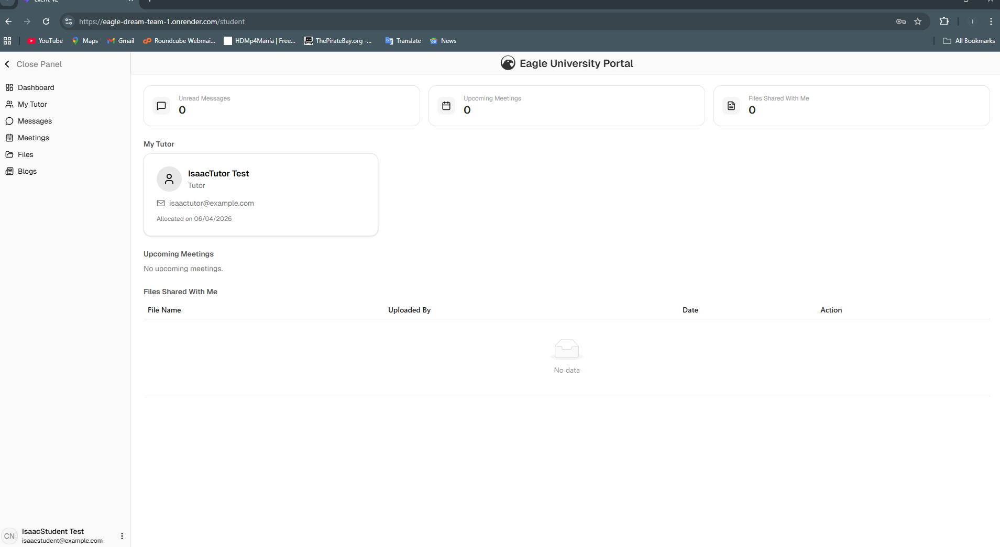 https://eagle-dream-team-1.onrender.com/student
YouTube Maps Gmail Roundcube Webmai... HDMp4Mania | Free... ThePirateBay.org -... Translate News All Bookmarks
Close Panel
Eagle University Portal
Dashboard
My Tutor
Messages
Meetings
Files
Blogs
Unread Messages
0
Upcoming Meetings
0
Files Shared With Me
0
My Tutor
IsaacTutor Test
Tutor
isaactutor@example.com
Allocated on 06/04/2026
Upcoming Meetings
No upcoming meetings.
Files Shared With Me
File Name Uploaded By Date Action
No data
CN
IsaacStudent Test
isaacstudent@example.com